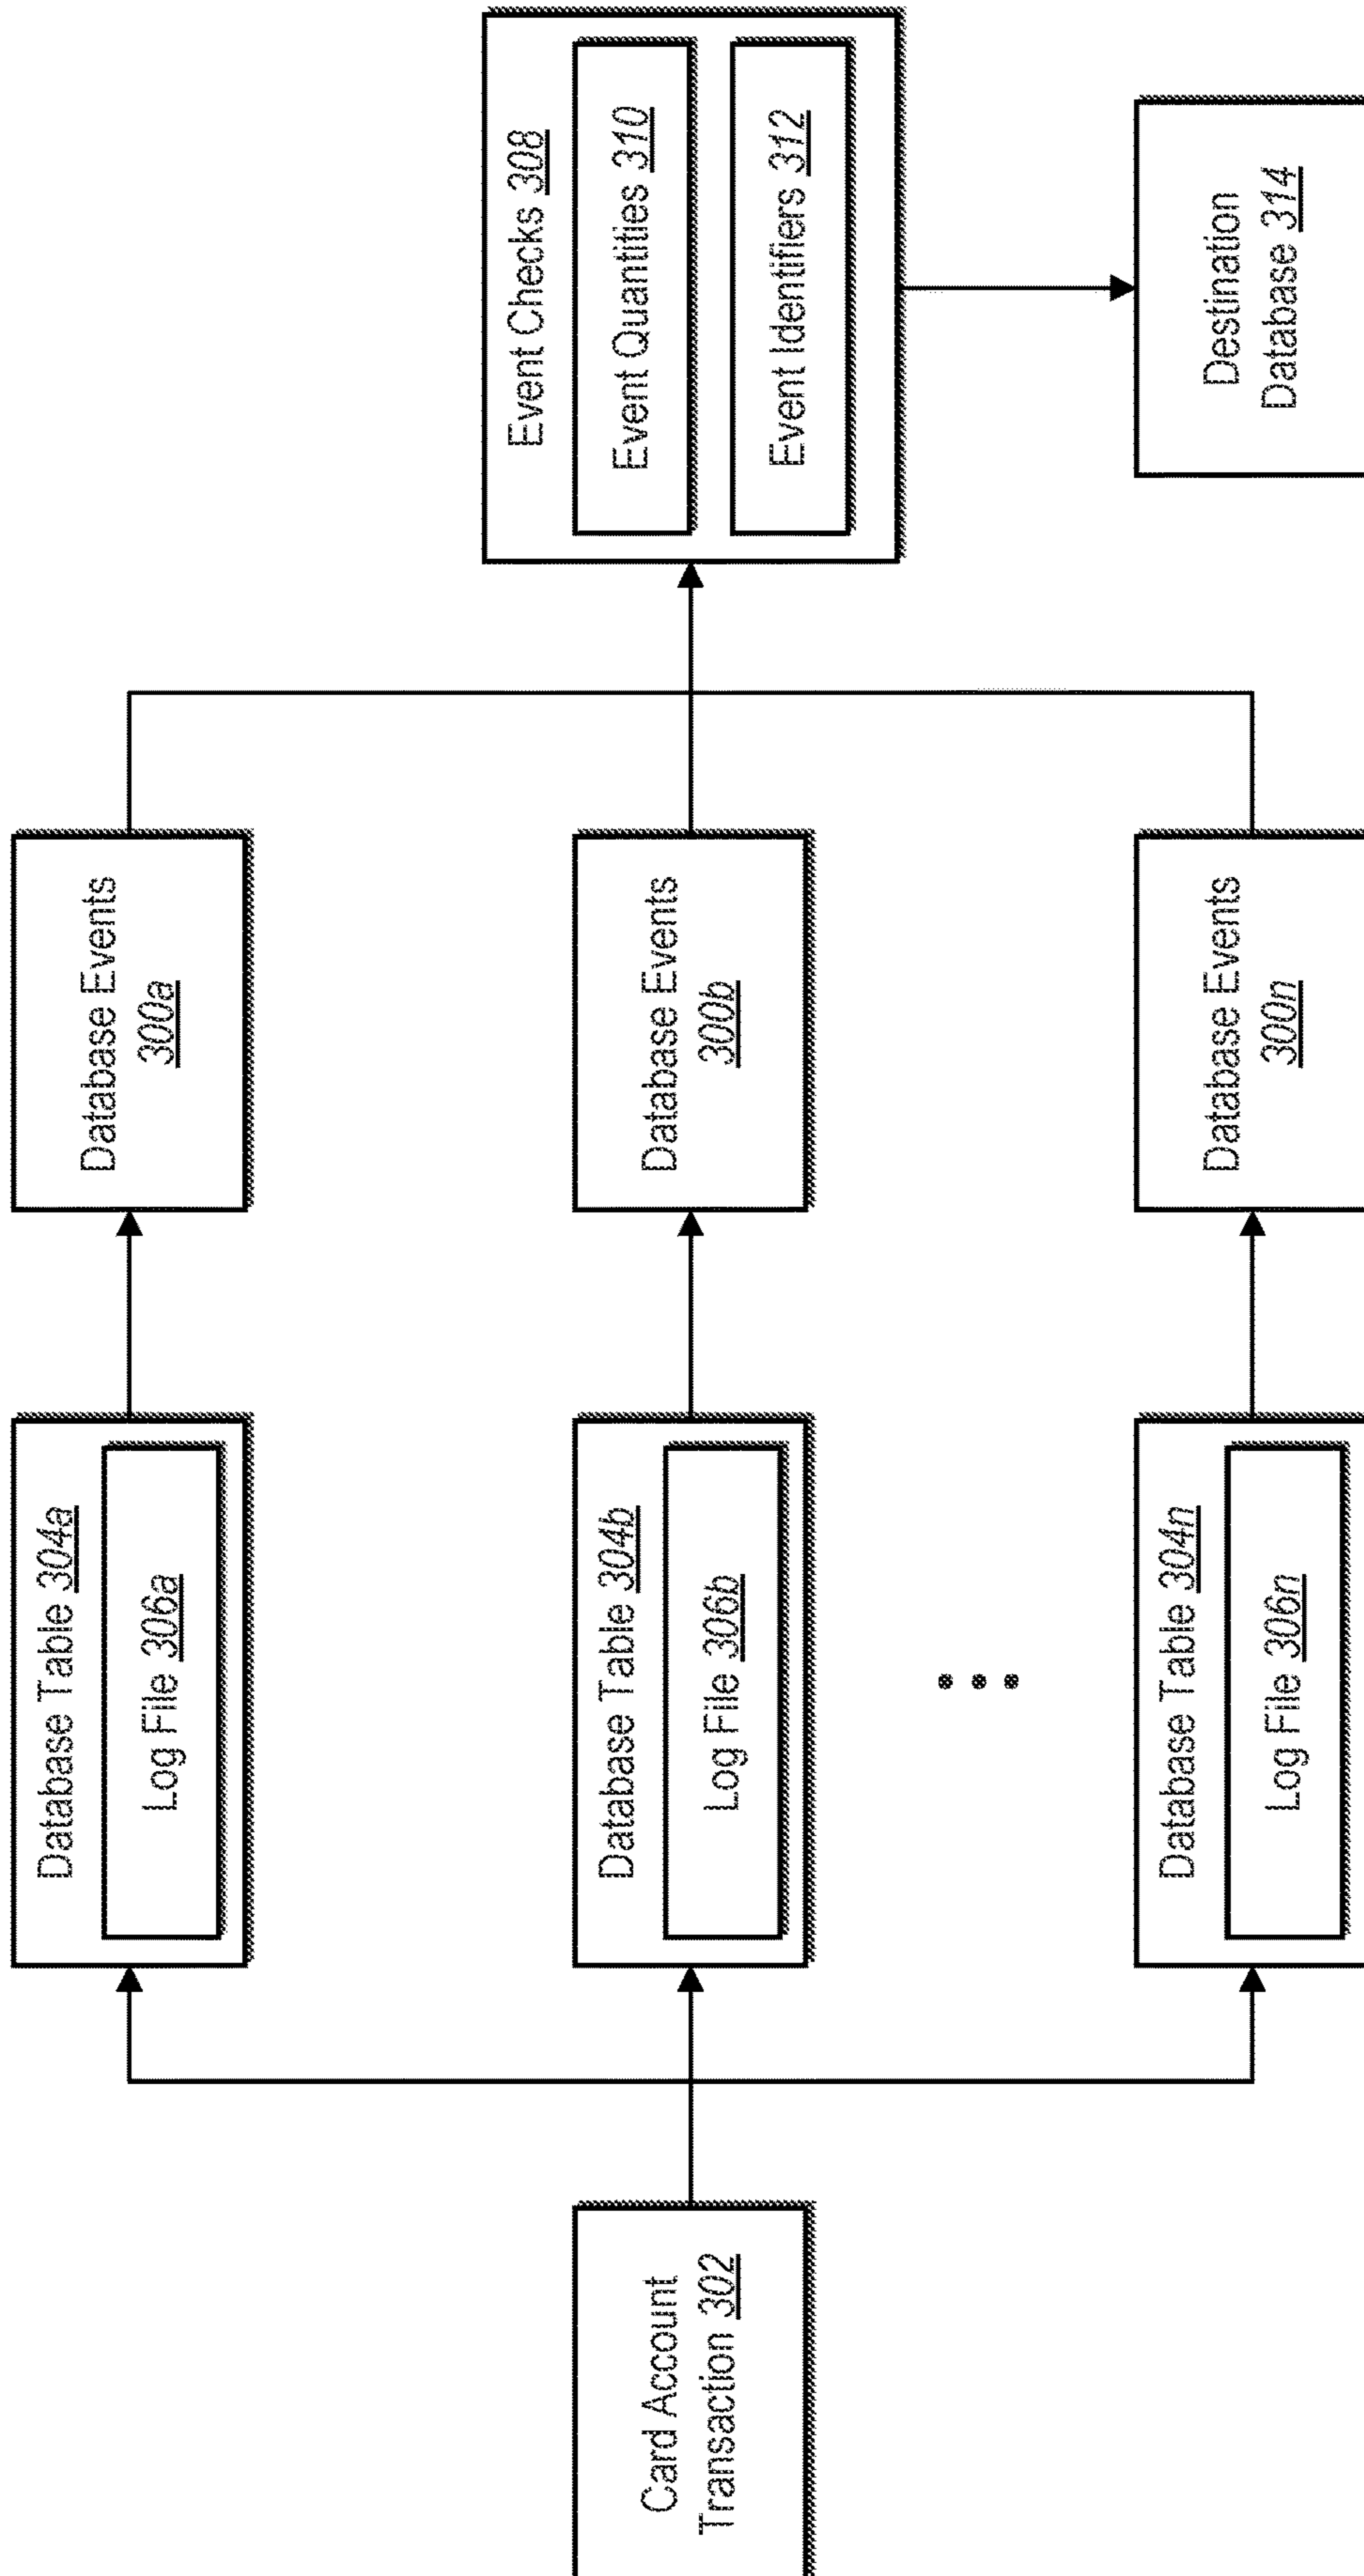 Card Account
Transaction 302
Database Table 304a
Log File 306a
Database Table 304b
Log File 306b
Database Table 304n
Log File 306n
Database Events
300a
Database Events
300b
Database Events
300n
Event Checks 308
Event Quantities 310
Event Identifiers 312
Destination
Database 314